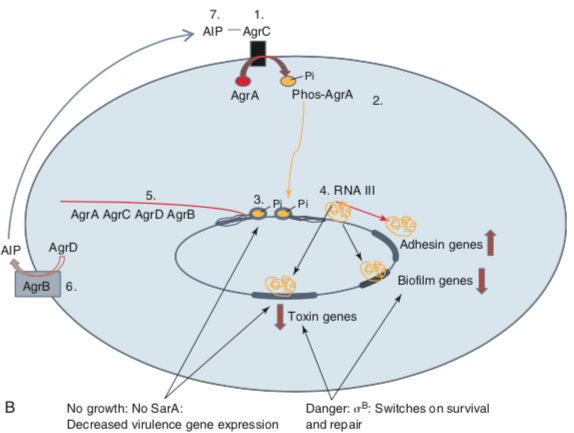 7. 1.
AIP AgrC
Pi
AgrA Phos-AgrA
2.
5. 3. Pi Pi 4. RNA III
AgrA AgrC AgrD AgrB
Adhesin genes
AIP AgrD
Biofilm genes
AgrB 6.
Toxin genes
B No growth: No SarA: Danger: σᴮ: Switches on survival
Decreased virulence gene expression and repair